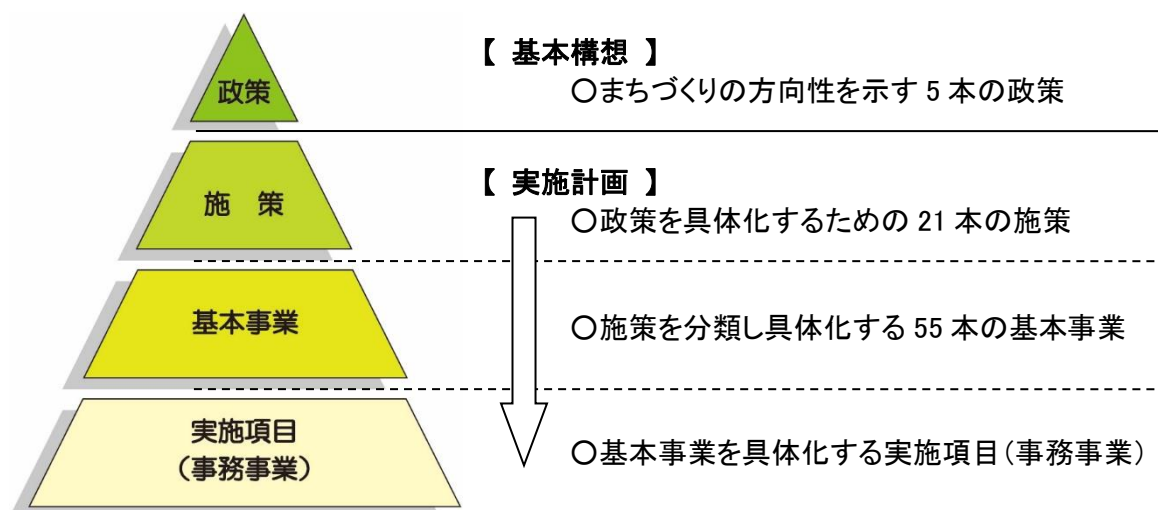 政策
【 基本構想 】
〇まちづくりの方向性を示す 5 本の政策
施 策
【 実施計画 】
〇政策を具体化するための 21 本の施策
基本事業
〇施策を分類し具体化する 55 本の基本事業
実施項目
(事務事業)
〇基本事業を具体化する実施項目(事務事業)